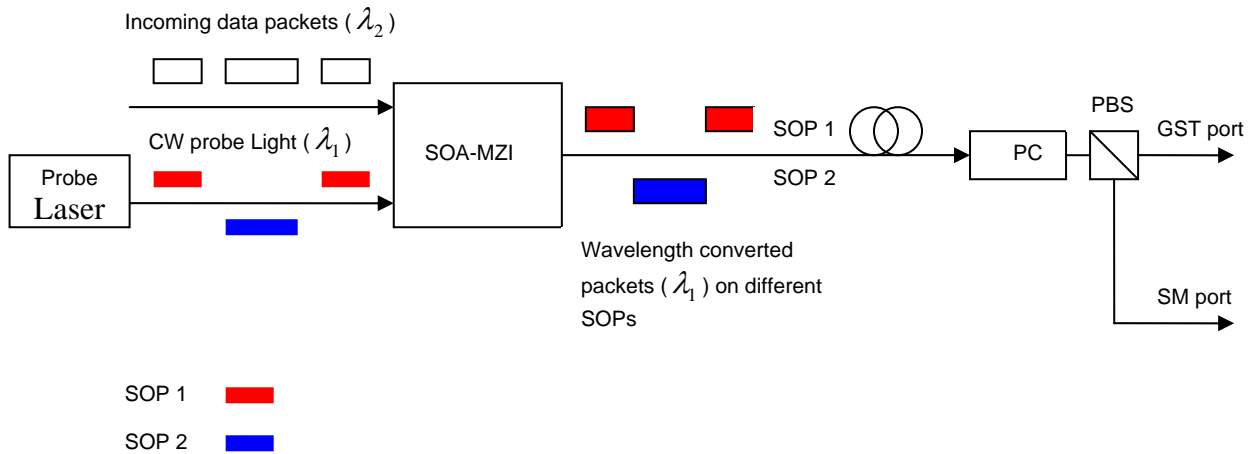 Incoming data packets ( λ₂ )
CW probe Light ( λ₁ )
Probe
Laser
SOA-MZI
SOP 1
SOP 2
Wavelength converted
packets ( λ₁ ) on different
SOPs
PC
PBS
GST port
SM port
SOP 1
SOP 2